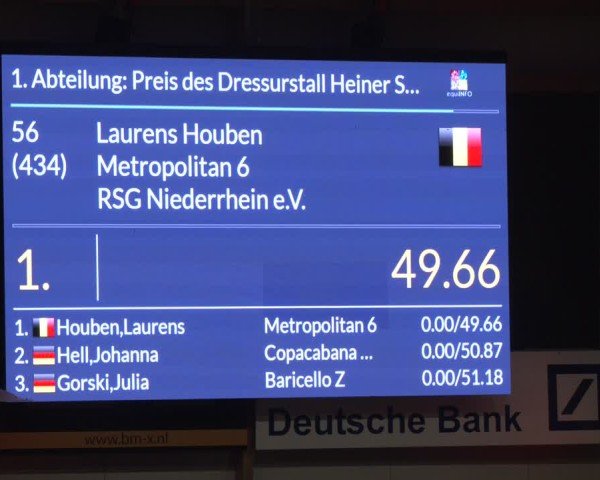 1. Abteilung: Preis des Dressurstall Heiner S...
equiINFO
56 Laurens Houben
(434) Metropolitan 6
RSG Niederrhein e.V.
1. 49.66
1. Houben,Laurens Metropolitan 6 0.00/49.66
2. Hell,Johanna Copacabana ... 0.00/50.87
3. Gorski,Julia Baricello Z 0.00/51.18
Deutsche Bank
www.bm-x.nl